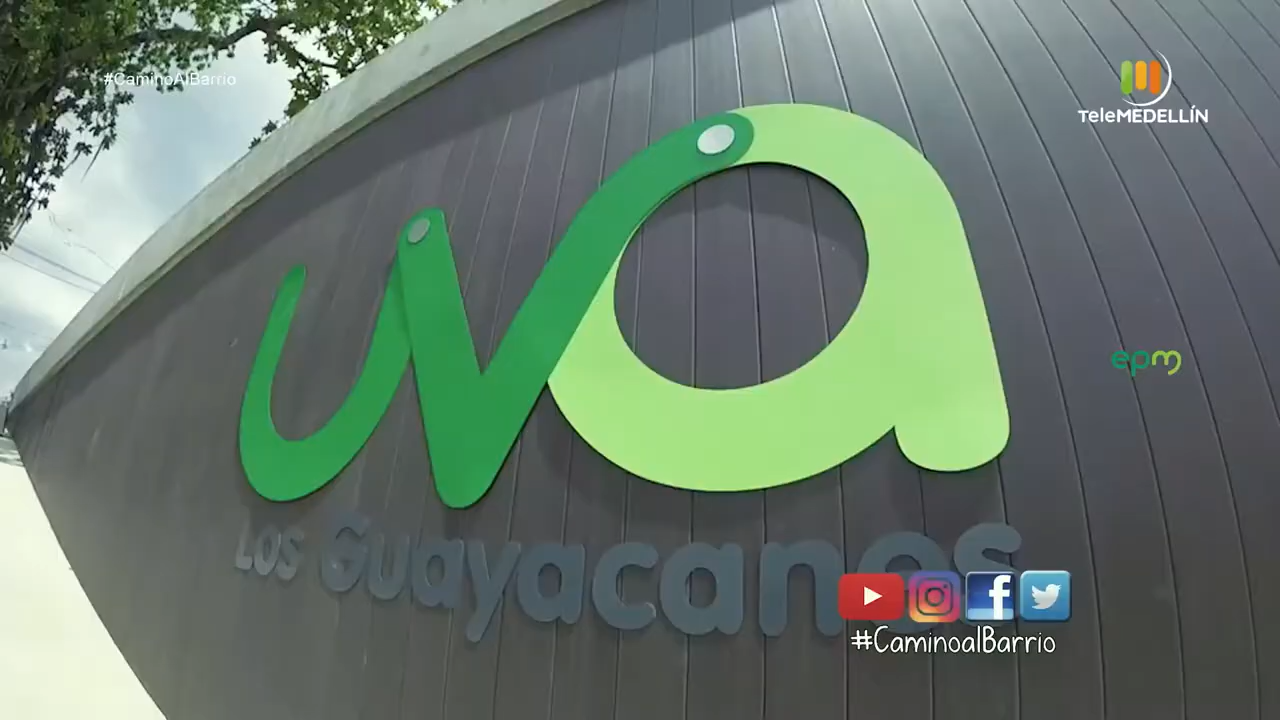 #CaminoAlBarrio
TeleMEDELLÍN
uva
epm
Los Guayacanes
#CaminoalBarrio